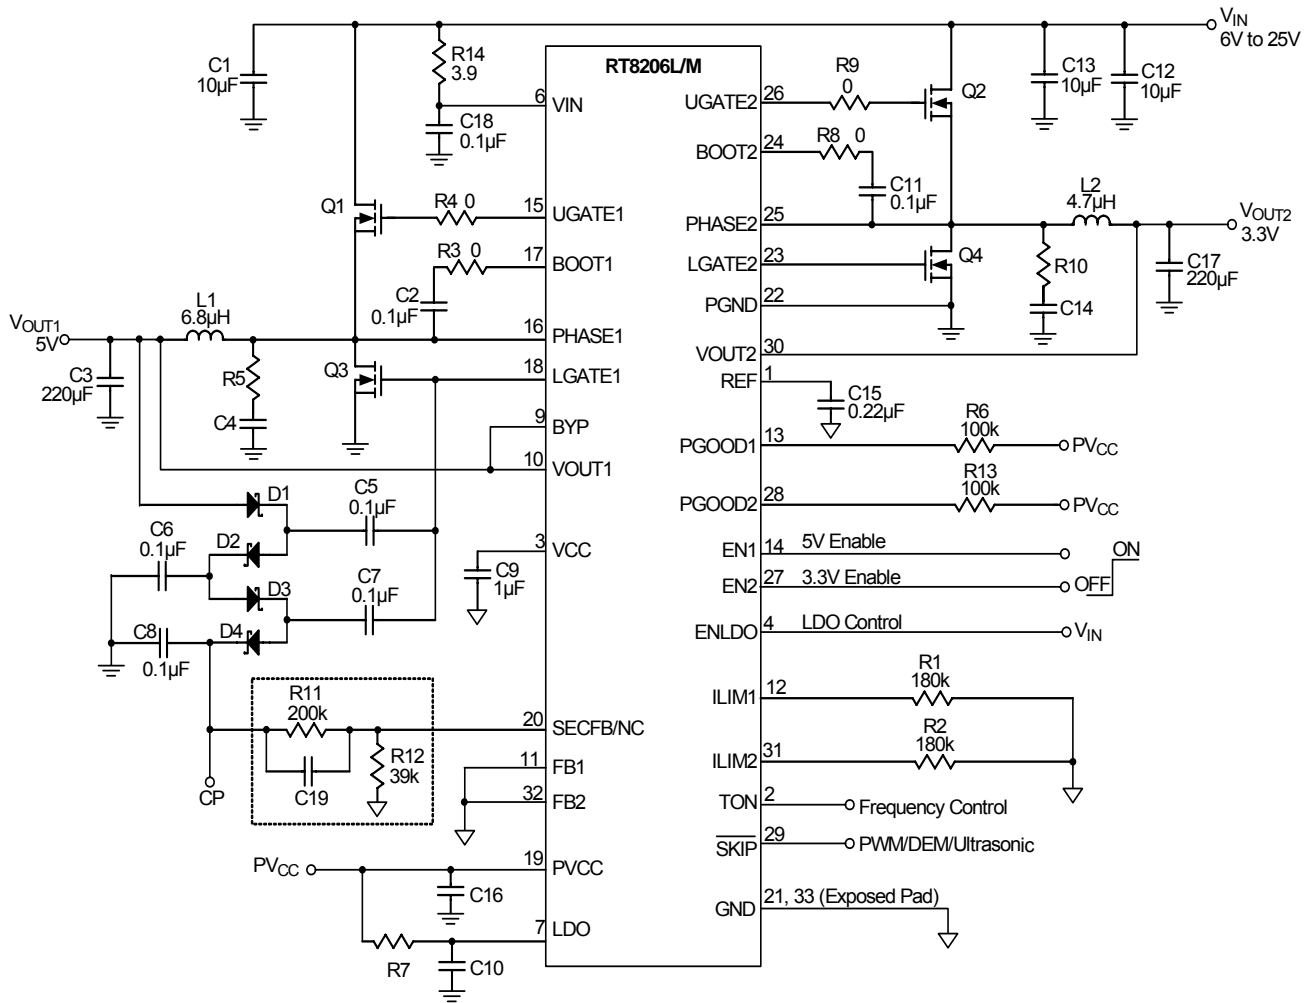 V_IN
6V to 25V
C1
10µF
R14
3.9
RT8206L/M
R9
0
Q2
C13
10µF
C12
10µF
6
VIN
UGATE2
26
C18
0.1µF
R8 0
BOOT2
24
C11
0.1µF
Q1
R4 0
15
UGATE1
PHASE2
25
L2
4.7µH
V_OUT2
3.3V
R3 0
17
BOOT1
LGATE2
23
Q4
R10
C17
220µF
C2
0.1µF
PGND
22
C14
L1
6.8µH
V_OUT1
5V
16
PHASE1
VOUT2
30
C3
220µF
R5
Q3
18
LGATE1
REF
1
C15
0.22µF
C4
9
BYP
R6
100k
PGOOD1
13
PV_CC
10
VOUT1
R13
100k
D1
C5
0.1µF
PGOOD2
28
PV_CC
C6
0.1µF
D2
3
VCC
EN1
14
5V Enable
ON
C9
1µF
D3
C7
0.1µF
EN2
27
3.3V Enable
OFF
C8
0.1µF
D4
ENLDO
4
LDO Control
V_IN
R1
180k
R11
200k
ILIM1
12
20
SECFB/NC
R2
180k
C19
R12
39k
11
FB1
ILIM2
31
CP
32
FB2
TON
2
Frequency Control
SKIP
29
PWM/DEM/Ultrasonic
PV_CC
19
PVCC
C16
GND
21, 33 (Exposed Pad)
7
LDO
R7
C10